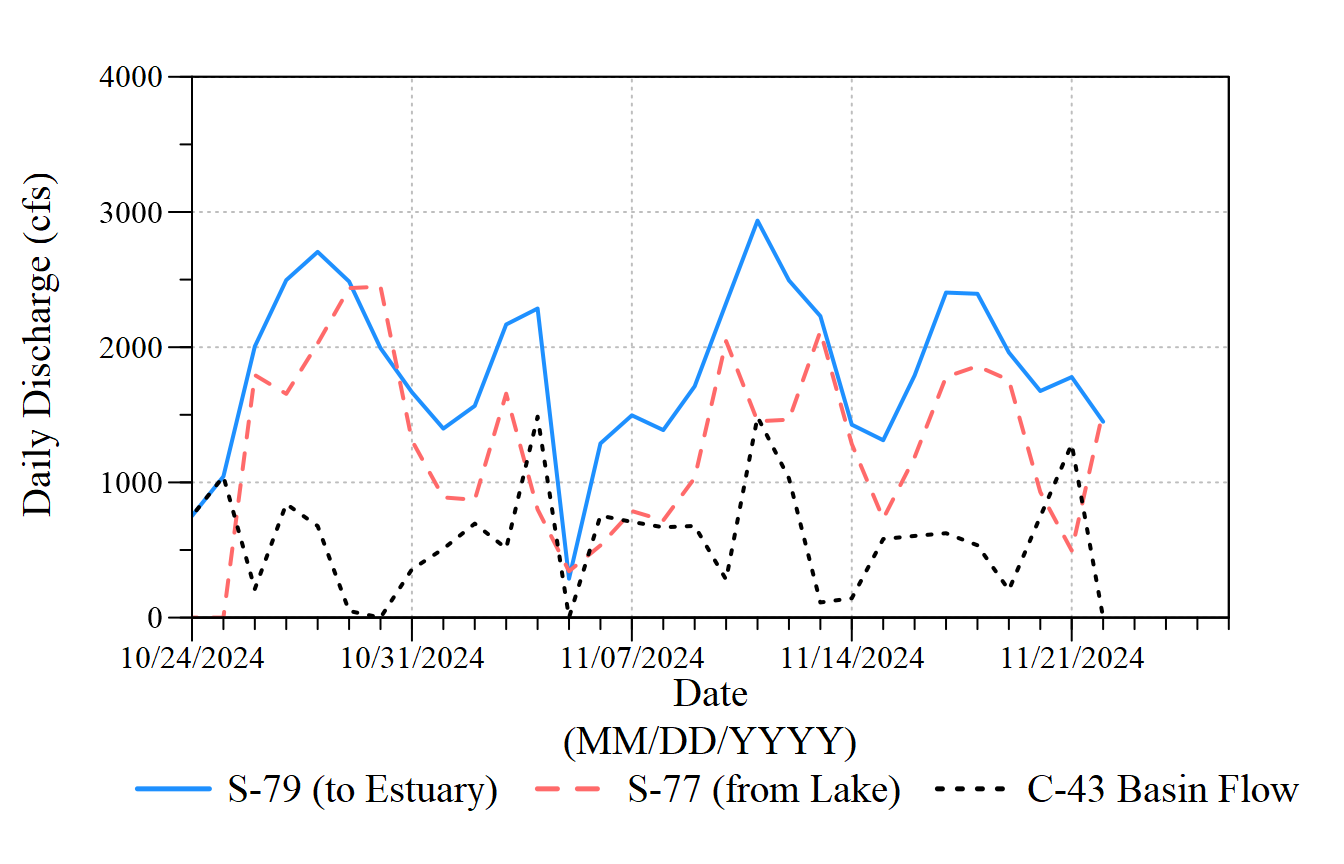 4000
3000
2000
1000
0
Daily Discharge (cfs)
10/24/2024 10/31/2024 11/07/2024 11/14/2024 11/21/2024
Date
(MM/DD/YYYY)
S-79 (to Estuary) S-77 (from Lake) C-43 Basin Flow